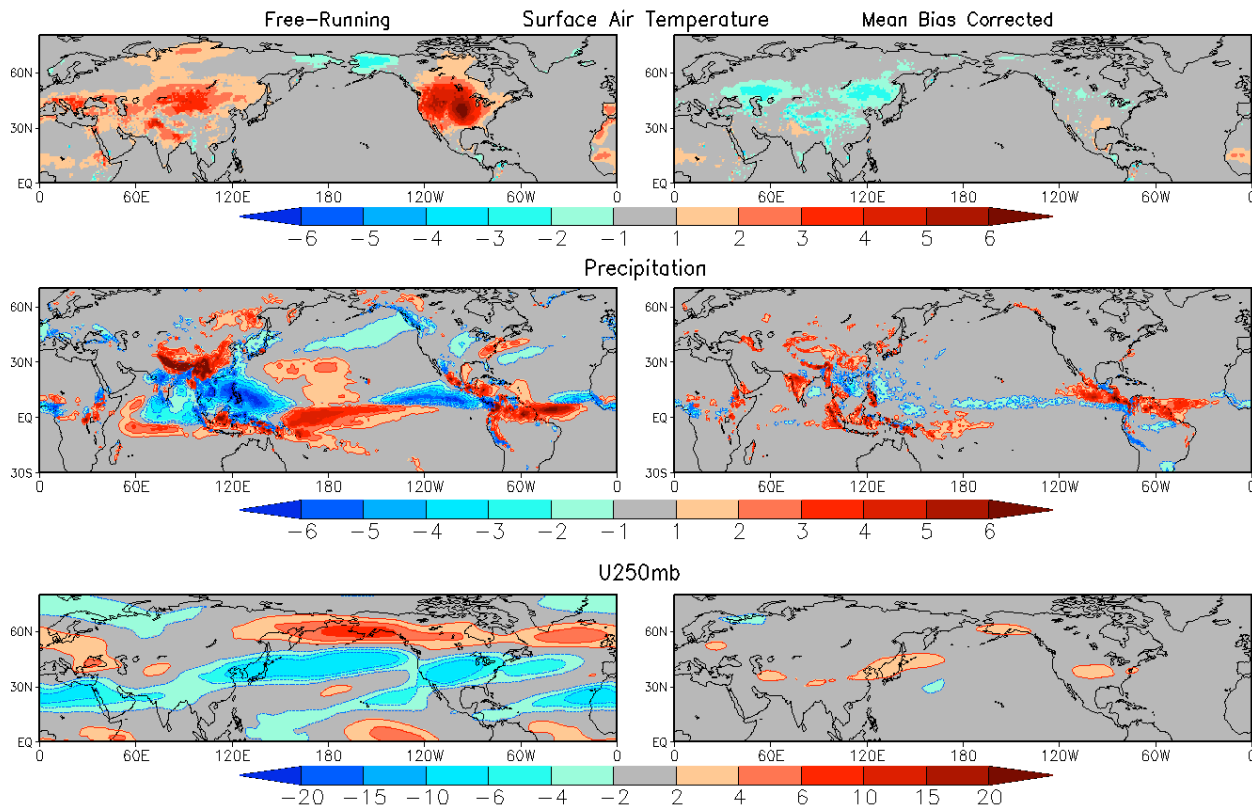 Free-Running Surface Air Temperature Mean Bias Corrected
60N
30N
EQ
0 60E 120E 180 120W 60W 0 0 60E 120E 180 120W 60W 0
-6 -5 -4 -3 -2 -1 1 2 3 4 5 6
Precipitation
60N 60N
30N 30N
EQ EQ
30S 30S
0 60E 120E 180 120W 60W 0 0 60E 120E 180 120W 60W 0
-6 -5 -4 -3 -2 -1 1 2 3 4 5 6
U250mb
60N 60N
30N 30N
EQ EQ
0 60E 120E 180 120W 60W 0 0 60E 120E 180 120W 60W 0
-20 -15 -10 -6 -4 -2 2 4 6 10 15 20